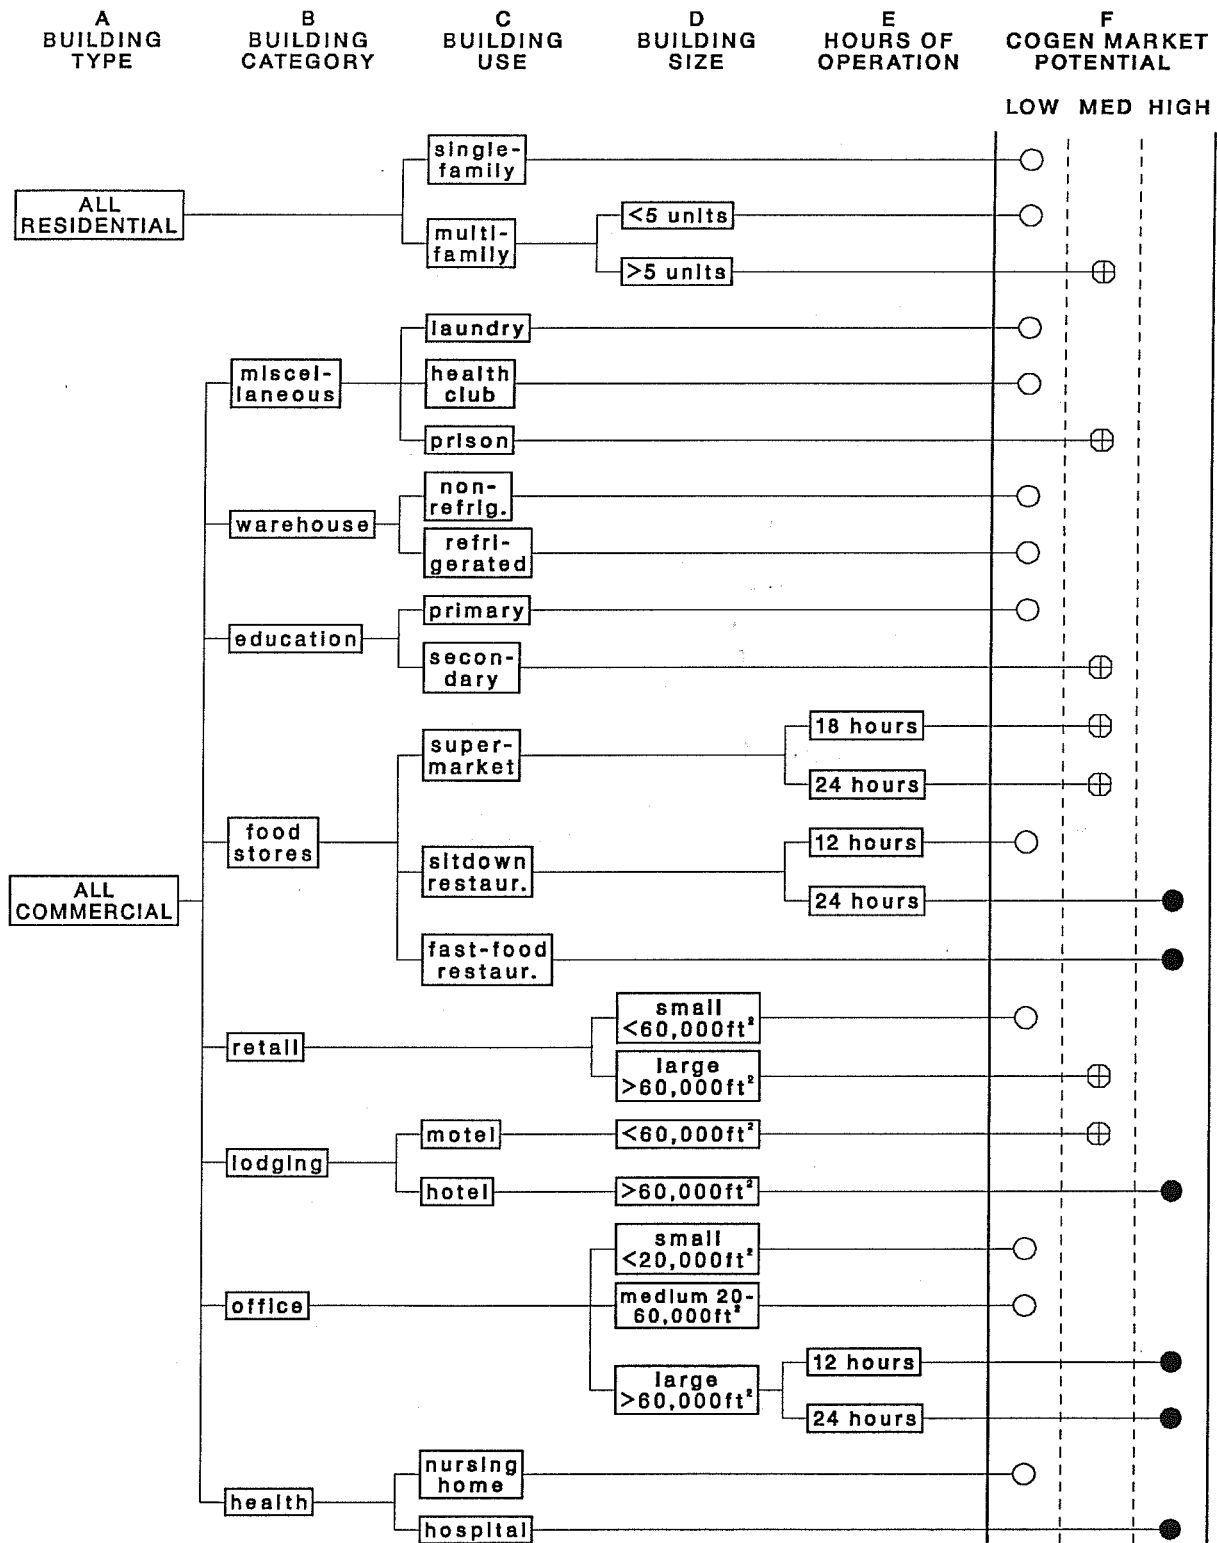 A
BUILDING
TYPE
B
BUILDING
CATEGORY
C
BUILDING
USE
D
BUILDING
SIZE
E
HOURS OF
OPERATION
F
COGEN MARKET
POTENTIAL
LOW MED HIGH
ALL
RESIDENTIAL
single-
family
multi-
family
<5 units
>5 units
ALL
COMMERCIAL
miscel-
laneous
laundry
health
club
prison
warehouse
non-
refrig.
refri-
gerated
education
primary
secon-
dary
food
stores
super-
market
18 hours
24 hours
sitdown
restaur.
12 hours
24 hours
fast-food
restaur.
retail
small
<60,000ft²
large
>60,000ft²
lodging
motel
<60,000ft²
hotel
>60,000ft²
office
small
<20,000ft²
medium 20-
60,000ft²
large
>60,000ft²
12 hours
24 hours
health
nursing
home
hospital